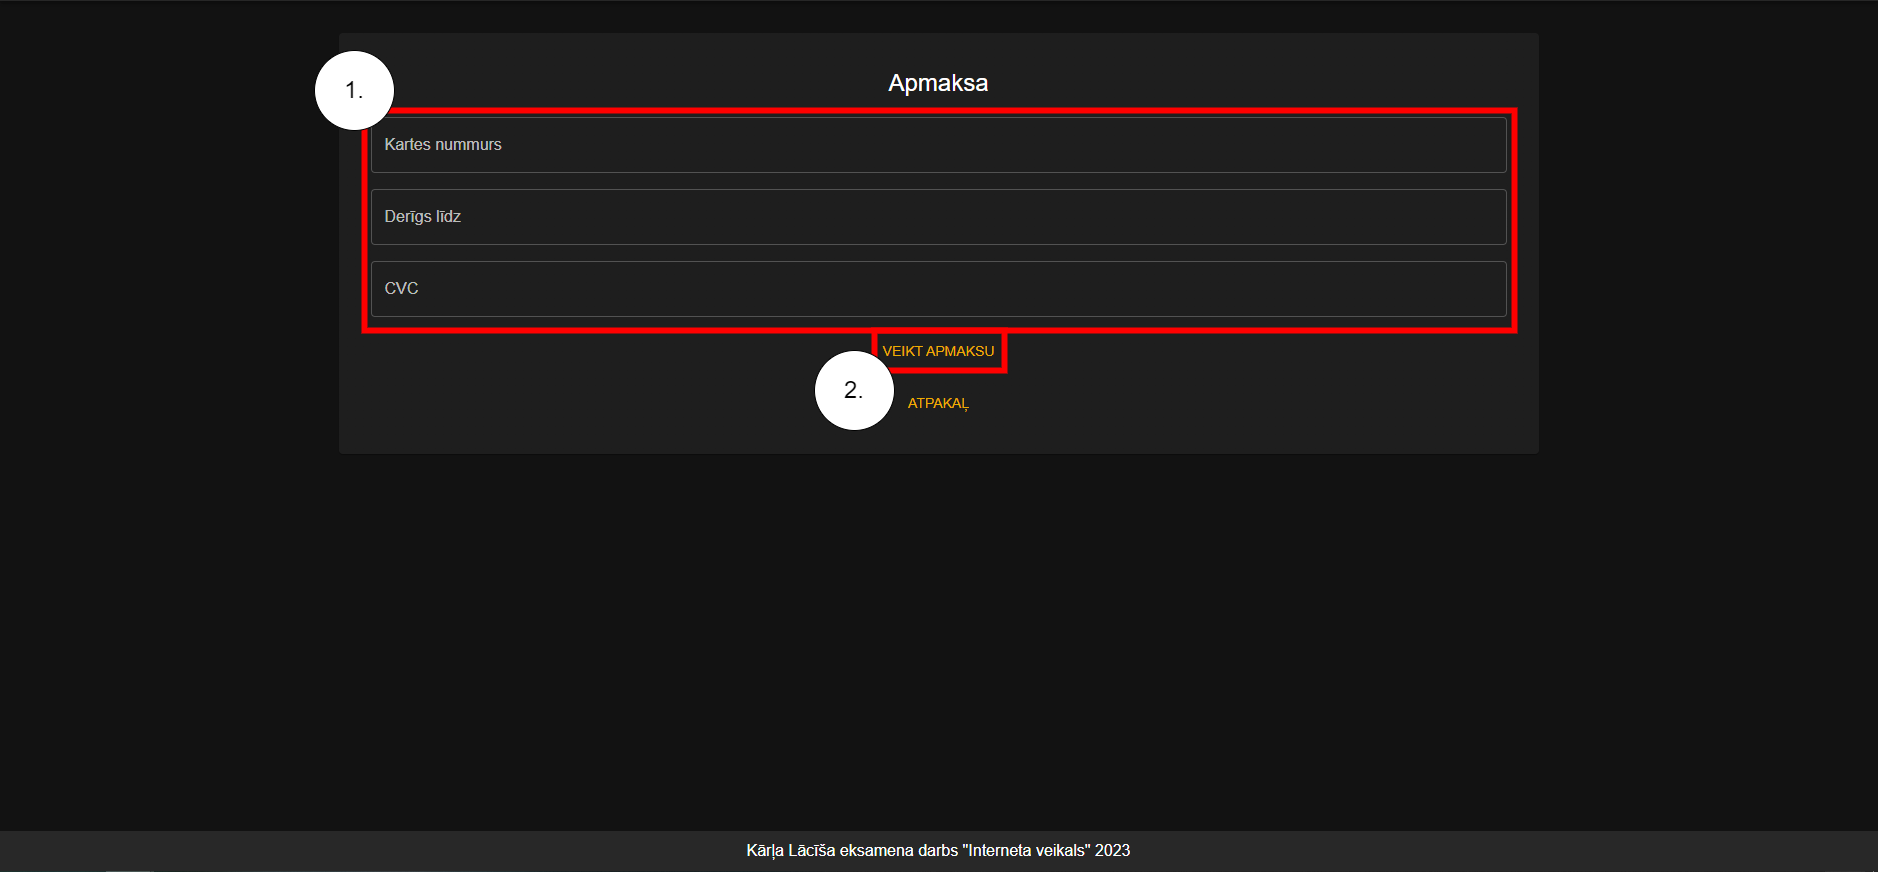 1.
Apmaksa
Kartes nummurs
Derīgs līdz
CVC
VEIKT APMAKSU
2.
ATPAKAĻ
Kārļa Lācīša eksamena darbs "Interneta veikals" 2023